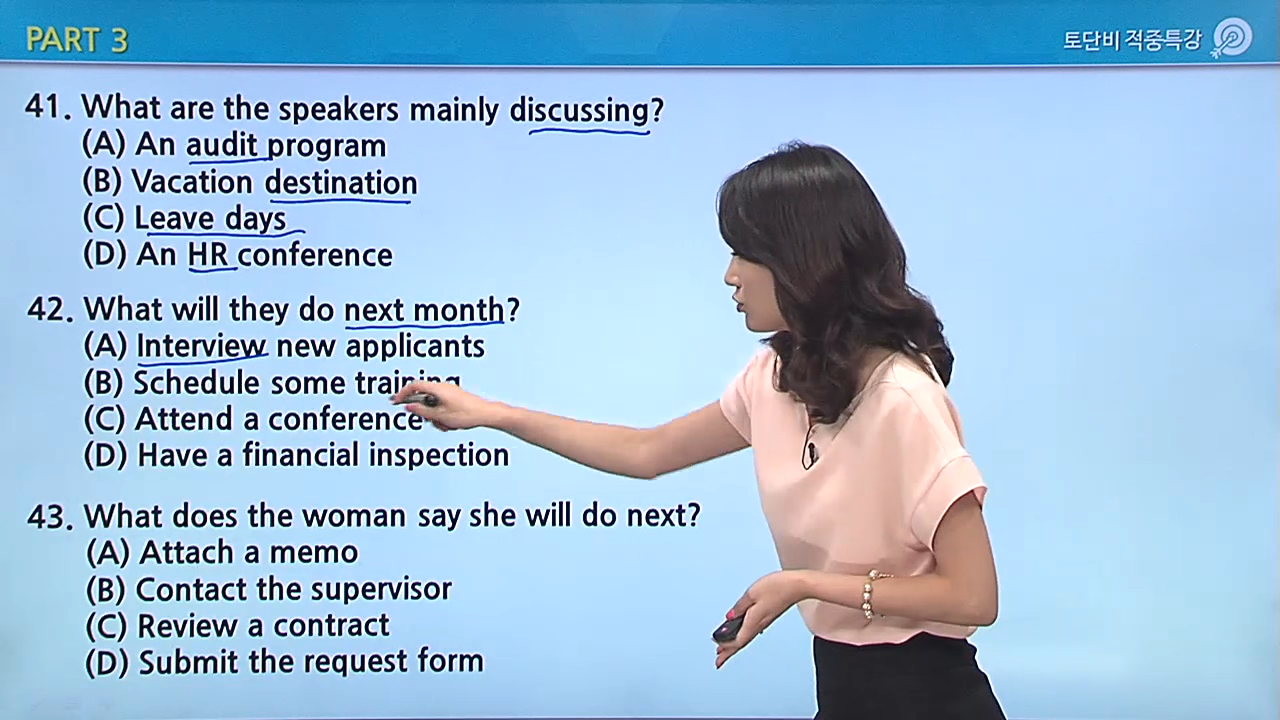 PART 3
토단비 적중특강
41. What are the speakers mainly discussing?
(A) An audit program
(B) Vacation destination
(C) Leave days
(D) An HR conference
42. What will they do next month?
(A) Interview new applicants
(B) Schedule some training
(C) Attend a conference
(D) Have a financial inspection
43. What does the woman say she will do next?
(A) Attach a memo
(B) Contact the supervisor
(C) Review a contract
(D) Submit the request form